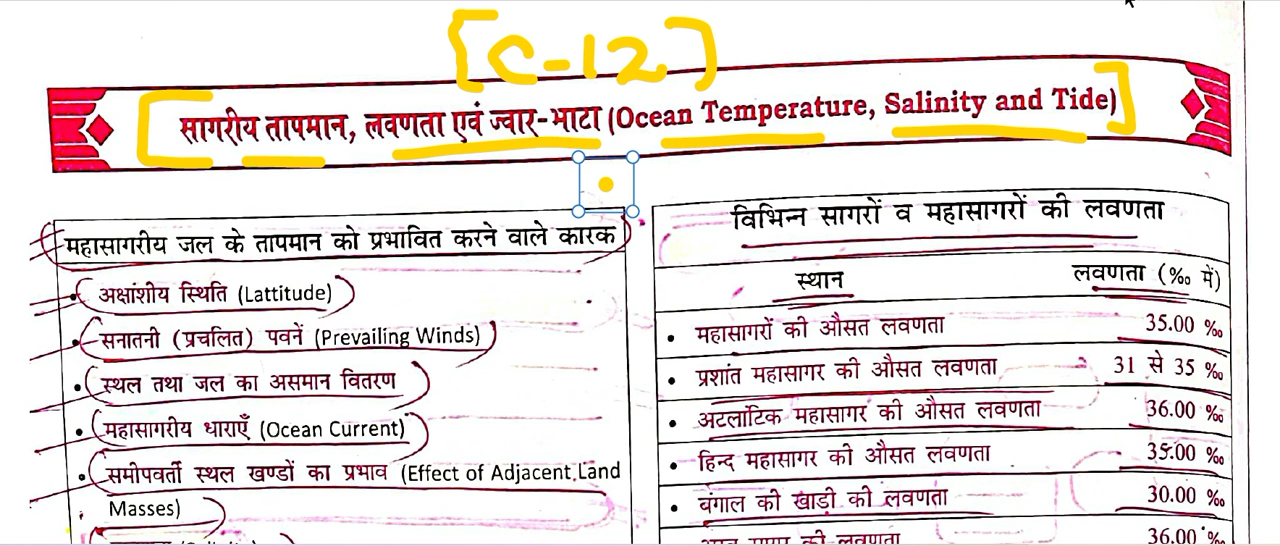 [C-12]
सागरीय तापमान, लवणता एवं ज्वार-भाटा (Ocean Temperature, Salinity and Tide)
महासागरीय जल के तापमान को प्रभावित करने वाले कारक
• अक्षांशीय स्थिति (Lattitude)
• सनातनी (प्रचलित) पवनें (Prevailing Winds)
• स्थल तथा जल का असमान वितरण
• महासागरीय धाराएँ (Ocean Current)
• समीपवर्ती स्थल खण्डों का प्रभाव (Effect of Adjacent Land
Masses)
विभिन्न सागरों व महासागरों की लवणता
स्थान लवणता (‰ में)
• महासागरों की औसत लवणता 35.00 ‰
• प्रशांत महासागर की औसत लवणता 31 से 35 ‰
• अटलांटिक महासागर की औसत लवणता 36.00 ‰
• हिन्द महासागर की औसत लवणता 35.00 ‰
• बंगाल की खाड़ी की लवणता 30.00 ‰
की लवणता 36.00 ‰